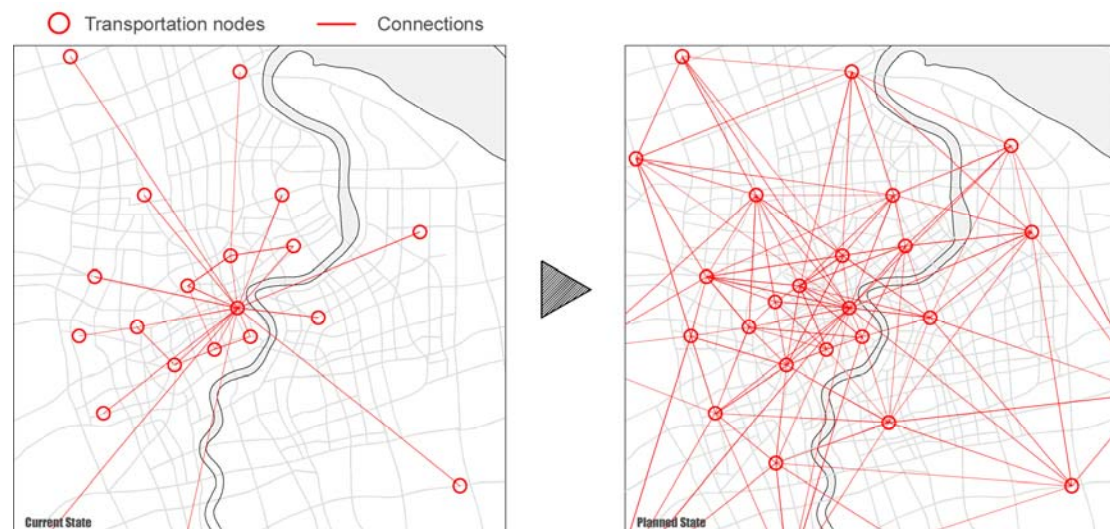 Transportation nodes
Connections
Current State
Planned State